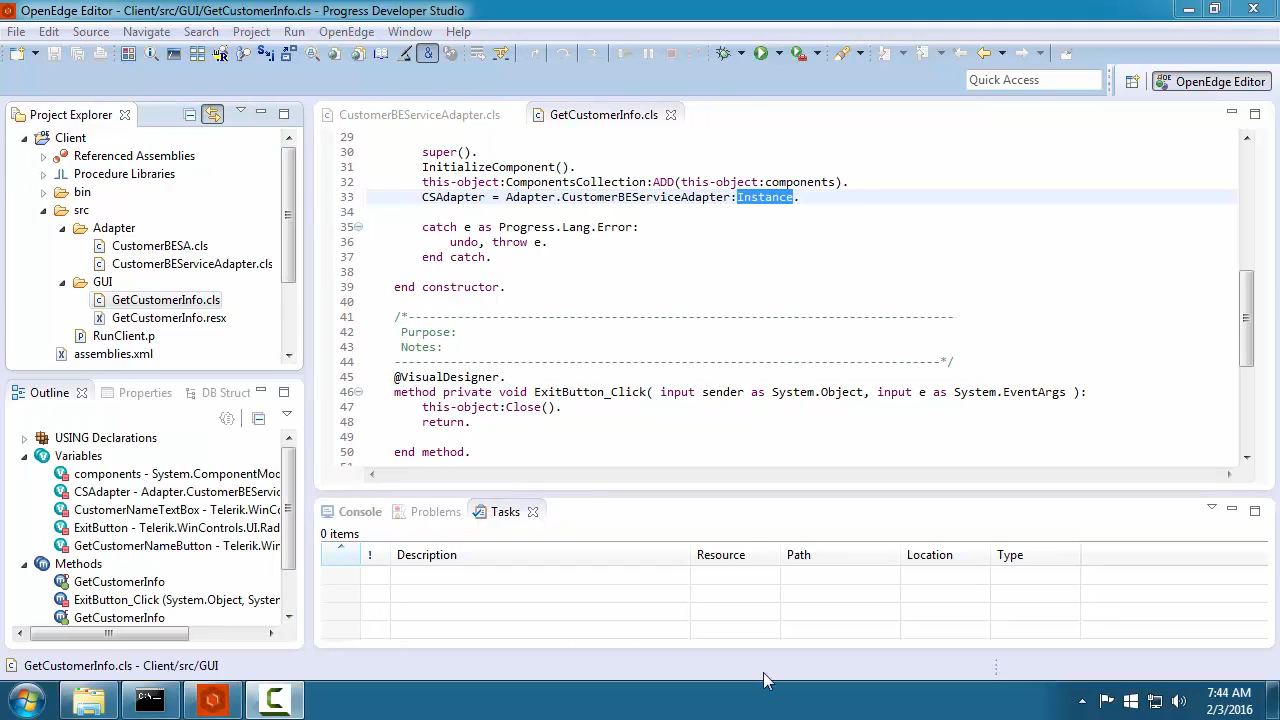 OpenEdge Editor - Client/src/GUI/GetCustomerInfo.cls - Progress Developer Studio
File Edit Source Navigate Search Project Run OpenEdge Window Help
Quick Access
OpenEdge Editor
Project Explorer
Client
Referenced Assemblies
Procedure Libraries
bin
src
Adapter
CustomerBESA.cls
CustomerBEServiceAdapter.cls
GUI
GetCustomerInfo.cls
GetCustomerInfo.resx
RunClient.p
assemblies.xml
Outline Properties DB Struct
USING Declarations
Variables
components - System.ComponentMod
CSAdapter - Adapter.CustomerBEServic
CustomerNameTextBox - Telerik.WinCo
ExitButton - Telerik.WinControls.UI.Rad
GetCustomerNameButton - Telerik.Win
Methods
GetCustomerInfo
ExitButton_Click (System.Object, System
GetCustomerInfo
CustomerBEServiceAdapter.cls GetCustomerInfo.cls
29
30 super().
31 InitializeComponent().
32 this-object:ComponentsCollection:ADD(this-object:components).
33 CSAdapter = Adapter.CustomerBEServiceAdapter:Instance.
34
35 catch e as Progress.Lang.Error:
36 undo, throw e.
37 end catch.
38
39 end constructor.
40
41 /*------------------------------------------------------------------------------
42 Purpose:
43 Notes:
44 ------------------------------------------------------------------------------*/
45 @VisualDesigner.
46 method private void ExitButton_Click( input sender as System.Object, input e as System.EventArgs ):
47 this-object:Close().
48 return.
49
50 end method.
51
Console Problems Tasks
0 items
! Description Resource Path Location Type
GetCustomerInfo.cls - Client/src/GUI
7:44 AM
2/3/2016